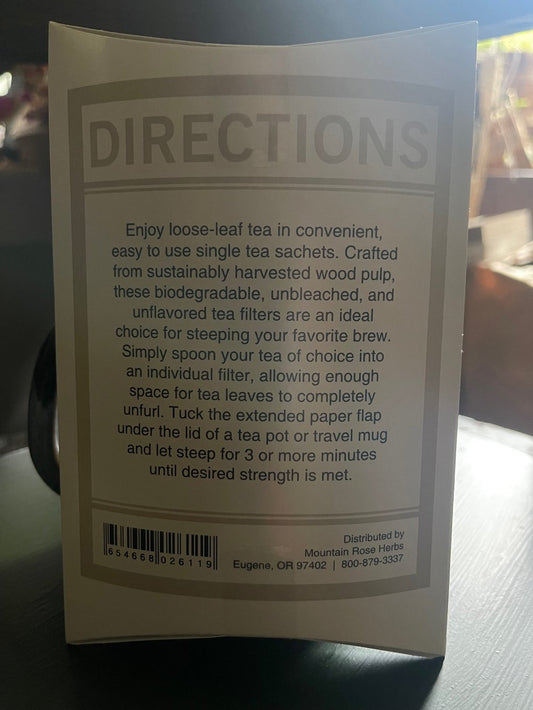 DIRECTIONS
Enjoy loose-leaf tea in convenient,
easy to use single tea sachets. Crafted
from sustainably harvested wood pulp,
these biodegradable, unbleached, and
unflavored tea filters are an ideal
choice for steeping your favorite brew.
Simply spoon your tea of choice into
an individual filter, allowing enough
space for tea leaves to completely
unfurl. Tuck the extended paper flap
under the lid of a tea pot or travel mug
and let steep for 3 or more minutes
until desired strength is met.
6 54668 02611 9
Distributed by
Mountain Rose Herbs
Eugene, OR 97402 | 800-879-3337